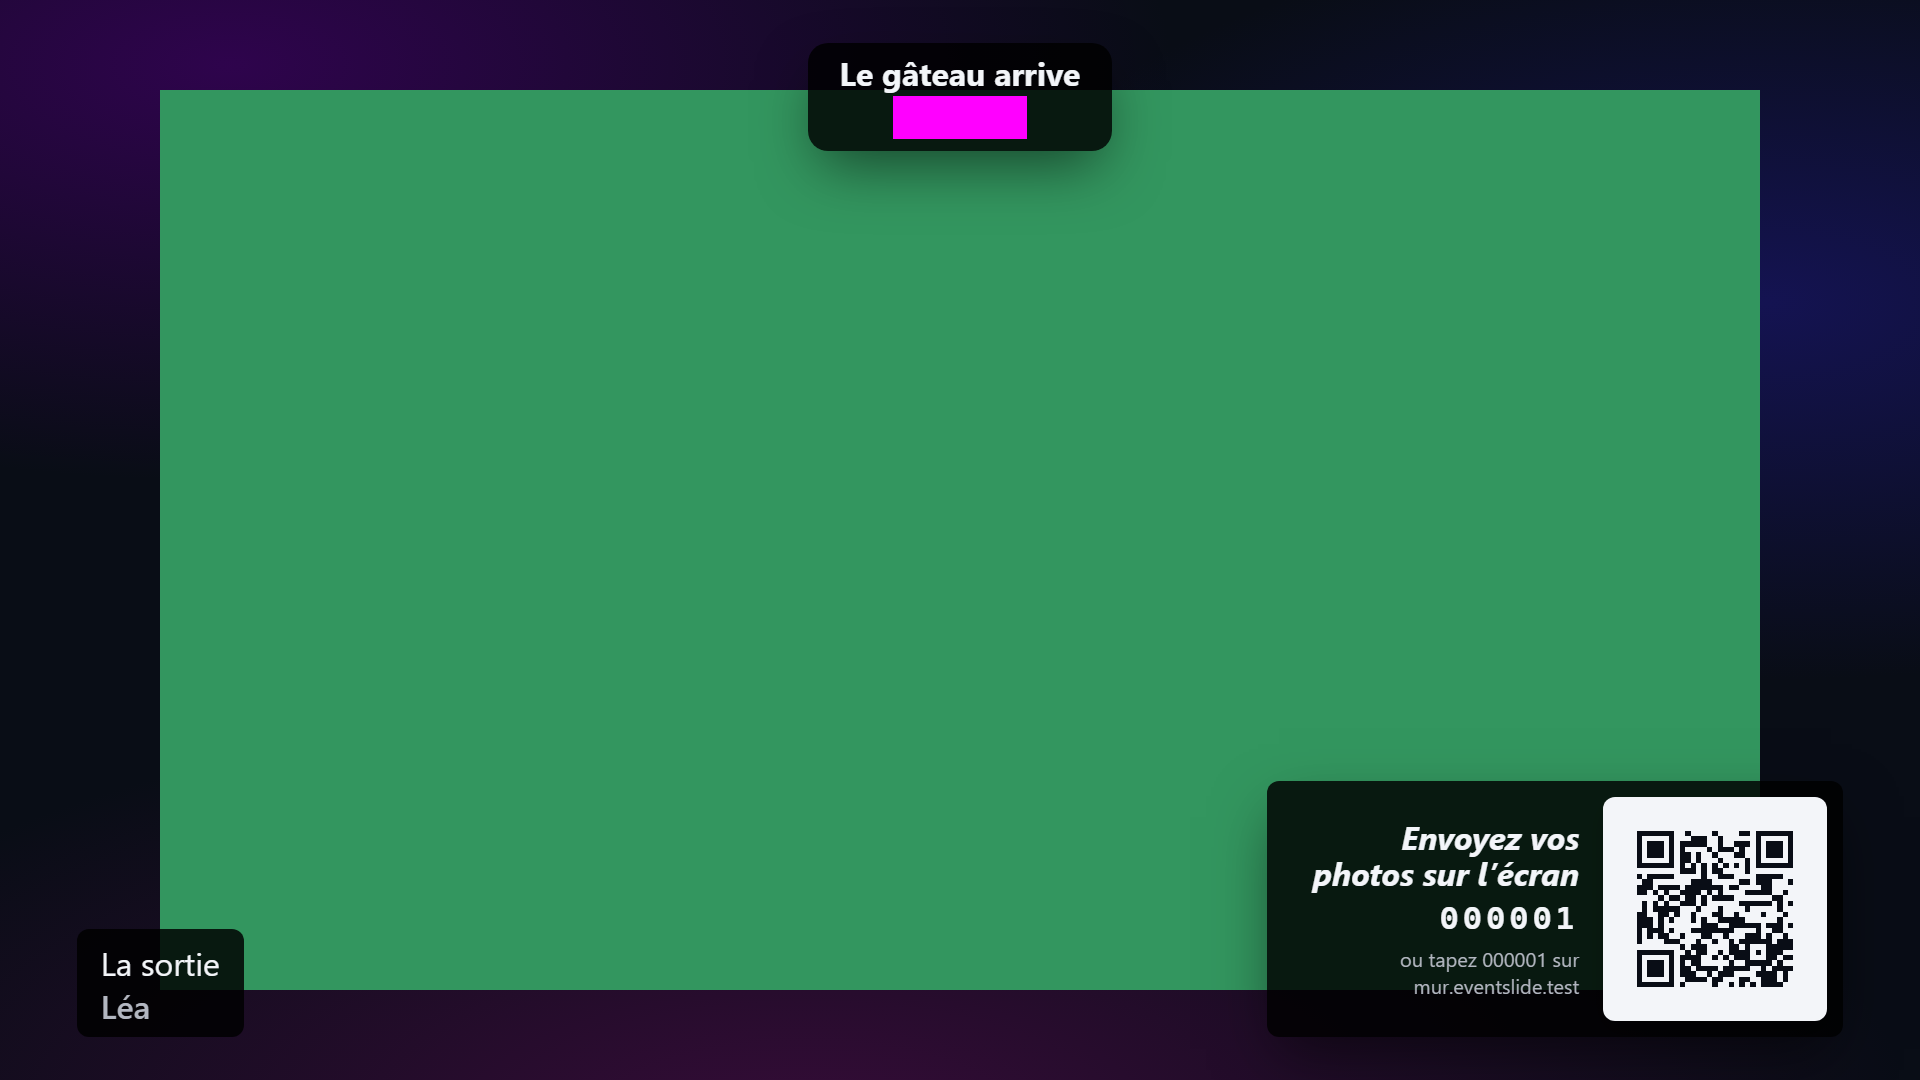 Le gâteau arrive
La sortie
Léa
Envoyez vos
photos sur l'écran
000001
ou tapez 000001 sur
mur.eventslide.test